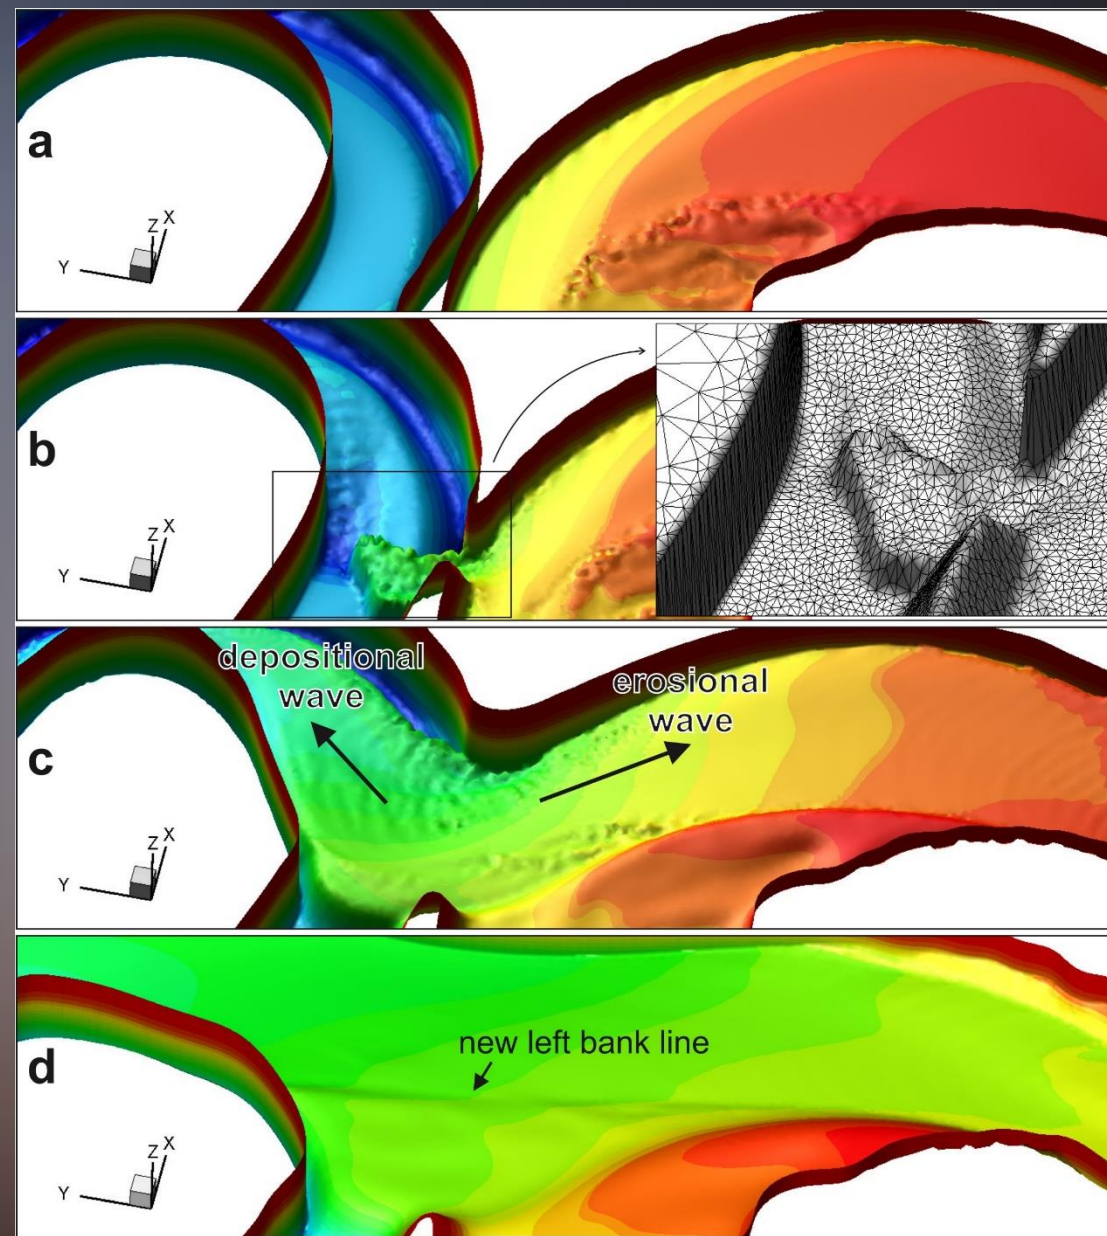 a
Z X
Y
b
Z X
Y
depositional
wave
erosional
wave
c
Z X
Y
new left bank line
d
Z X
Y